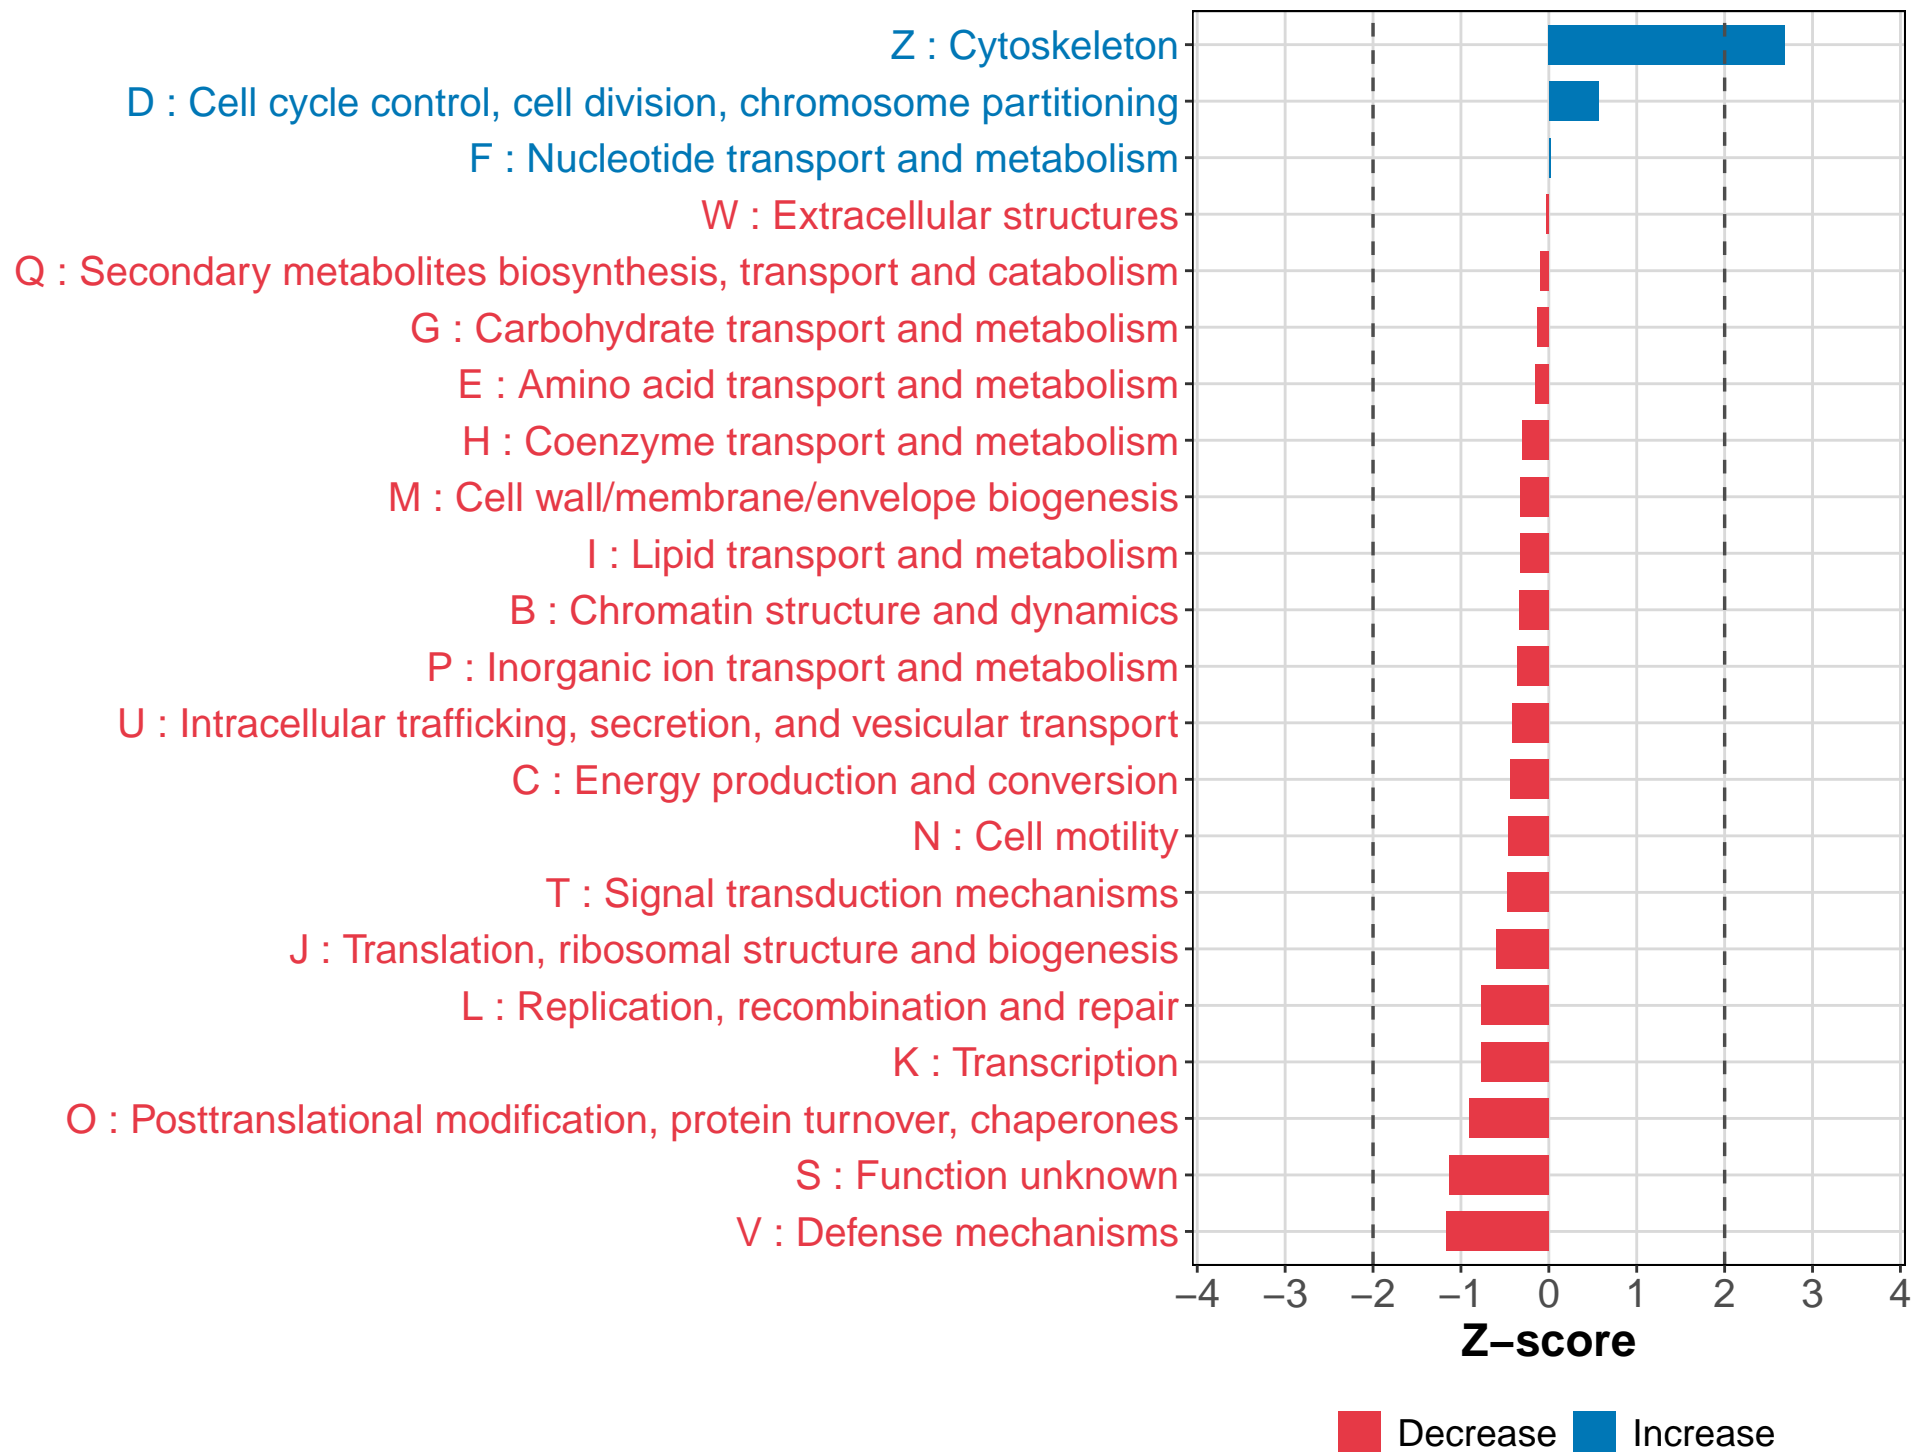 Z : Cytoskeleton
D : Cell cycle control, cell division, chromosome partitioning
F : Nucleotide transport and metabolism
W : Extracellular structures
Q : Secondary metabolites biosynthesis, transport and catabolism
G : Carbohydrate transport and metabolism
E : Amino acid transport and metabolism
H : Coenzyme transport and metabolism
M : Cell wall/membrane/envelope biogenesis
I : Lipid transport and metabolism
B : Chromatin structure and dynamics
P : Inorganic ion transport and metabolism
U : Intracellular trafficking, secretion, and vesicular transport
C : Energy production and conversion
N : Cell motility
T : Signal transduction mechanisms
J : Translation, ribosomal structure and biogenesis
L : Replication, recombination and repair
K : Transcription
O : Posttranslational modification, protein turnover, chaperones
S : Function unknown
V : Defense mechanisms
−4 −3 −2 −1 0 1 2 3 4
Z−score
Decrease Increase